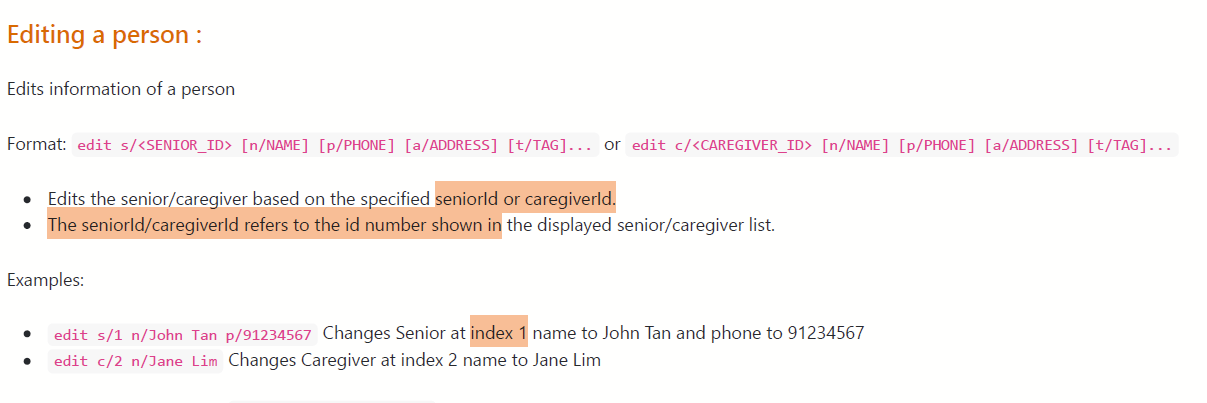 Editing a person :
Edits information of a person
Format: edit s/<SENIOR_ID> [n/NAME] [p/PHONE] [a/ADDRESS] [t/TAG]... or edit c/<CAREGIVER_ID> [n/NAME] [p/PHONE] [a/ADDRESS] [t/TAG]...
• Edits the senior/caregiver based on the specified seniorId or caregiverId.
• The seniorId/caregiverId refers to the id number shown in the displayed senior/caregiver list.
Examples:
• edit s/1 n/John Tan p/91234567 Changes Senior at index 1 name to John Tan and phone to 91234567
• edit c/2 n/Jane Lim Changes Caregiver at index 2 name to Jane Lim